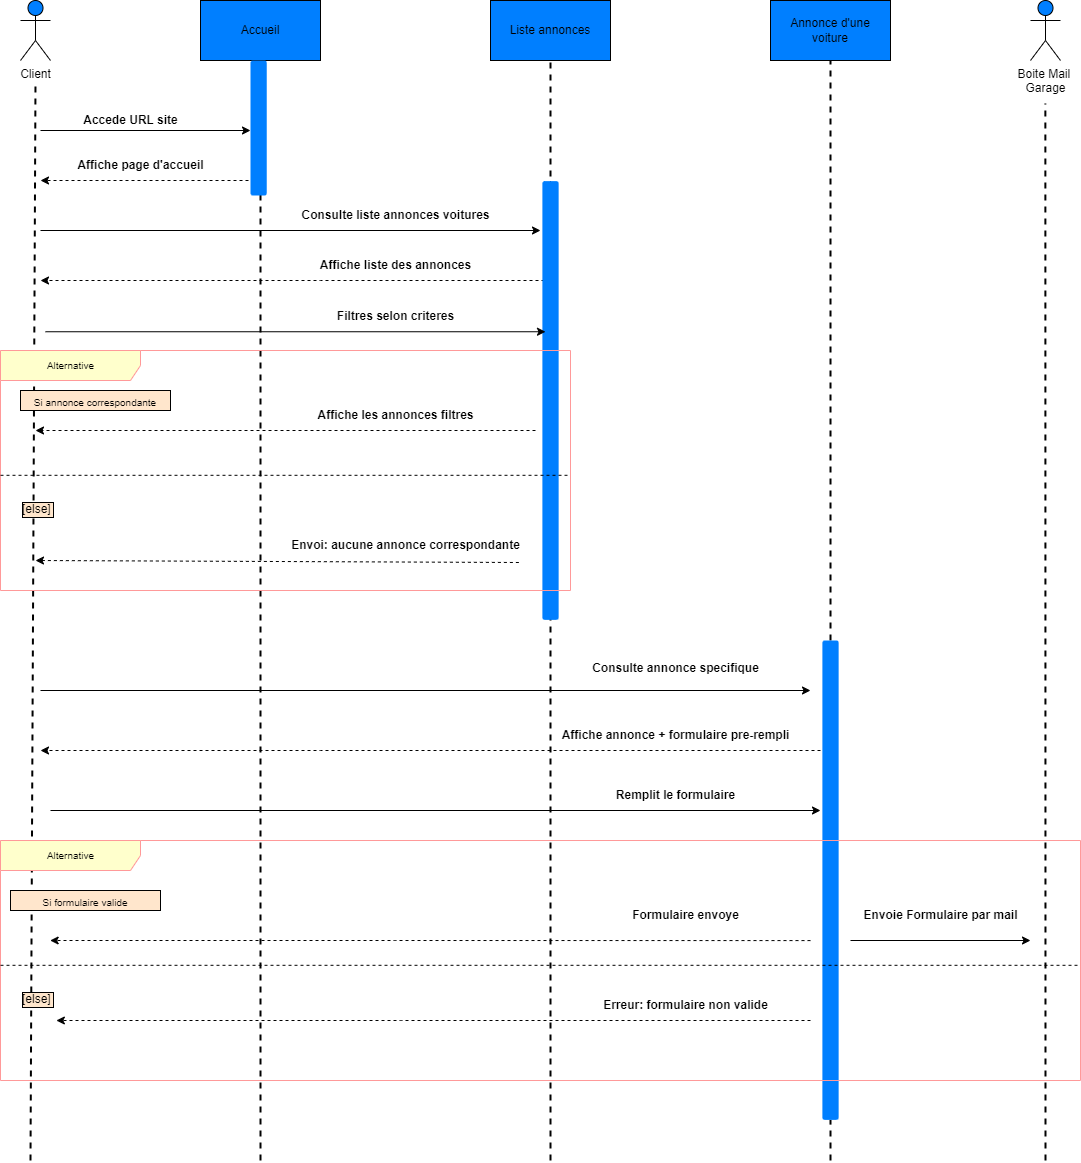 Client
Accueil
Liste annonces
Annonce d'une
voiture
Boite Mail
Garage
Accede URL site
Affiche page d'accueil
Consulte liste annonces voitures
Affiche liste des annonces
Filtres selon criteres
Alternative
Si annonce correspondante
Affiche les annonces filtres
[else]
Envoi: aucune annonce correspondante
Consulte annonce specifique
Affiche annonce + formulaire pre-rempli
Remplit le formulaire
Alternative
Si formulaire valide
Formulaire envoye
Envoie Formulaire par mail
[else]
Erreur: formulaire non valide